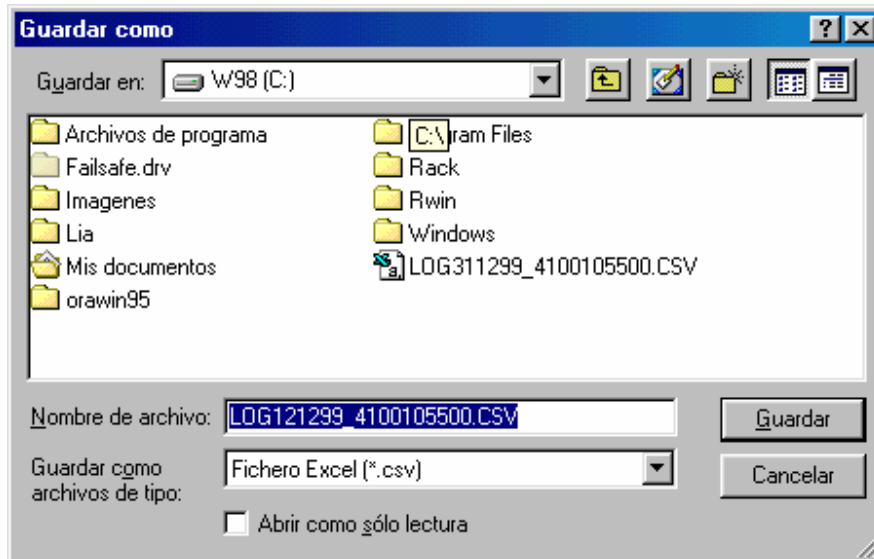 Guardar como
Guardar en: W98 (C:)
Archivos de programa
Failsafe.drv
Imagenes
Lia
Mis documentos
orawin95
C:\ram Files
Rack
Rwin
Windows
LOG311299_4100105500.CSV
Nombre de archivo: LOG121299_4100105500.CSV
Guardar
Guardar como
archivos de tipo:
Fichero Excel (*.csv)
Cancelar
Abrir como sólo lectura